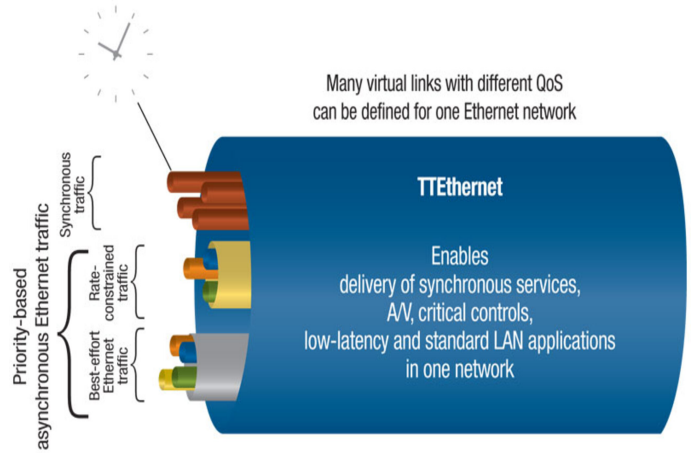 Many virtual links with different QoS
can be defined for one Ethernet network
TTEthernet
Enables
delivery of synchronous services,
A/V, critical controls,
low-latency and standard LAN applications
in one network
Synchronous
traffic
Priority-based
asynchronous Ethernet traffic
Rate-
constrained
traffic
Best-effort
Ethernet
traffic